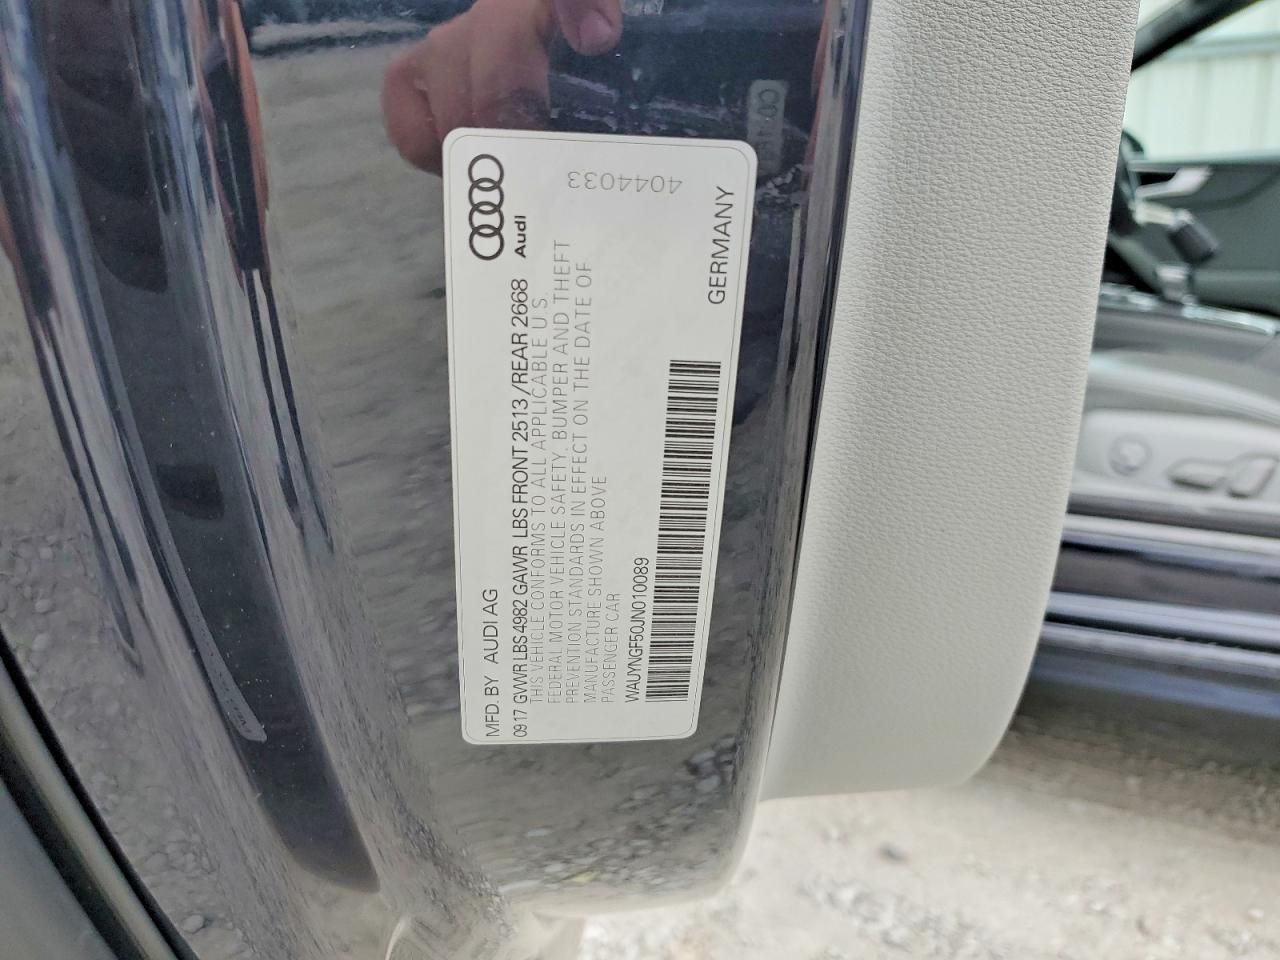 Audi
MFD. BY AUDI AG
0917 GVWR LBS 4982 GAWR LBS FRONT 2513 /REAR 2668
THIS VEHICLE CONFORMS TO ALL APPLICABLE U.S.
FEDERAL MOTOR VEHICLE SAFETY, BUMPER AND THEFT
PREVENTION STANDARDS IN EFFECT ON THE DATE OF
MANUFACTURE SHOWN ABOVE
PASSENGER CAR
WAUYNGF50JN010089
GERMANY
4044033